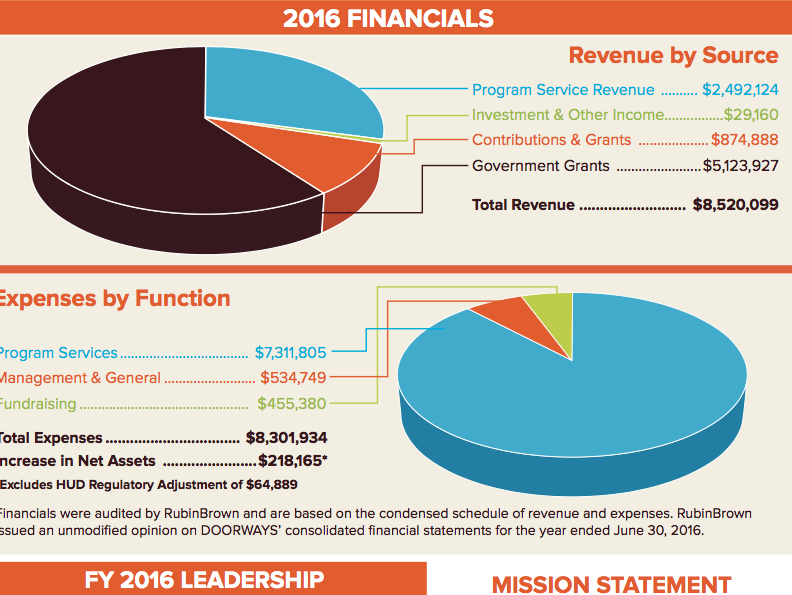 2016 FINANCIALS
Revenue by Source
Program Service Revenue .......... $2,492,124
Investment & Other Income..............$29,160
Contributions & Grants .................$874,888
Government Grants .....................$5,123,927
Total Revenue .......................... $8,520,099
Expenses by Function
Program Services............................... $7,311,805
Management & General ...................... $534,749
Fundraising ......................................... $455,380
Total Expenses ................................. $8,301,934
ncrease in Net Assets .......................$218,165*
Excludes HUD Regulatory Adjustment of $64,889
Financials were audited by RubinBrown and are based on the condensed schedule of revenue and expenses. RubinBrown
ssued an unmodified opinion on DOORWAYS’ consolidated financial statements for the year ended June 30, 2016.
FY 2016 LEADERSHIP
MISSION STATEMENT